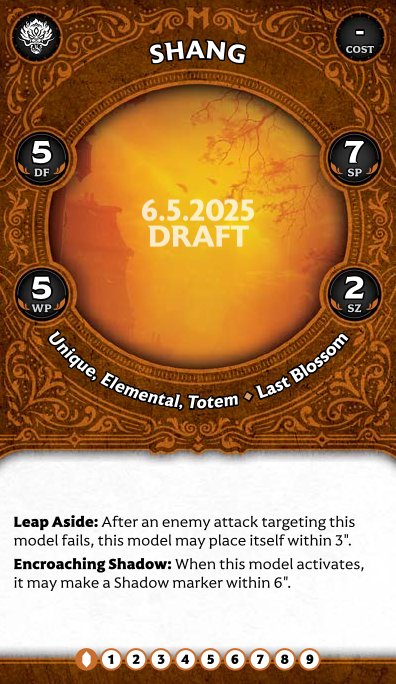 SHANG
-
COST
5
DF
7
SP
6.5.2025
DRAFT
5
WP
2
SZ
Unique, Elemental, Totem ⬥ Last Blossom
Leap Aside: After an enemy attack targeting this
model fails, this model may place itself within 3".
Encroaching Shadow: When this model activates,
it may make a Shadow marker within 6".
1 2 3 4 5 6 7 8 9